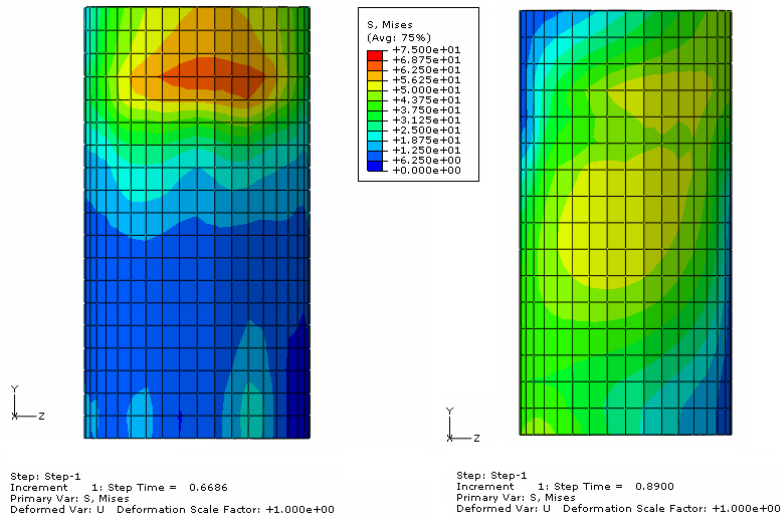 S, Mises
(Avg: 75%)
+7.500e+01
+6.875e+01
+6.250e+01
+5.625e+01
+5.000e+01
+4.375e+01
+3.750e+01
+3.125e+01
+2.500e+01
+1.875e+01
+1.250e+01
+6.250e+00
+0.000e+00
Y
Z
Y
Z
Step: Step-1
Increment 1: Step Time = 0.6686
Primary Var: S, Mises
Deformed Var: U Deformation Scale Factor: +1.000e+00
Step: Step-1
Increment 1: Step Time = 0.8900
Primary Var: S, Mises
Deformed Var: U Deformation Scale Factor: +1.000e+00